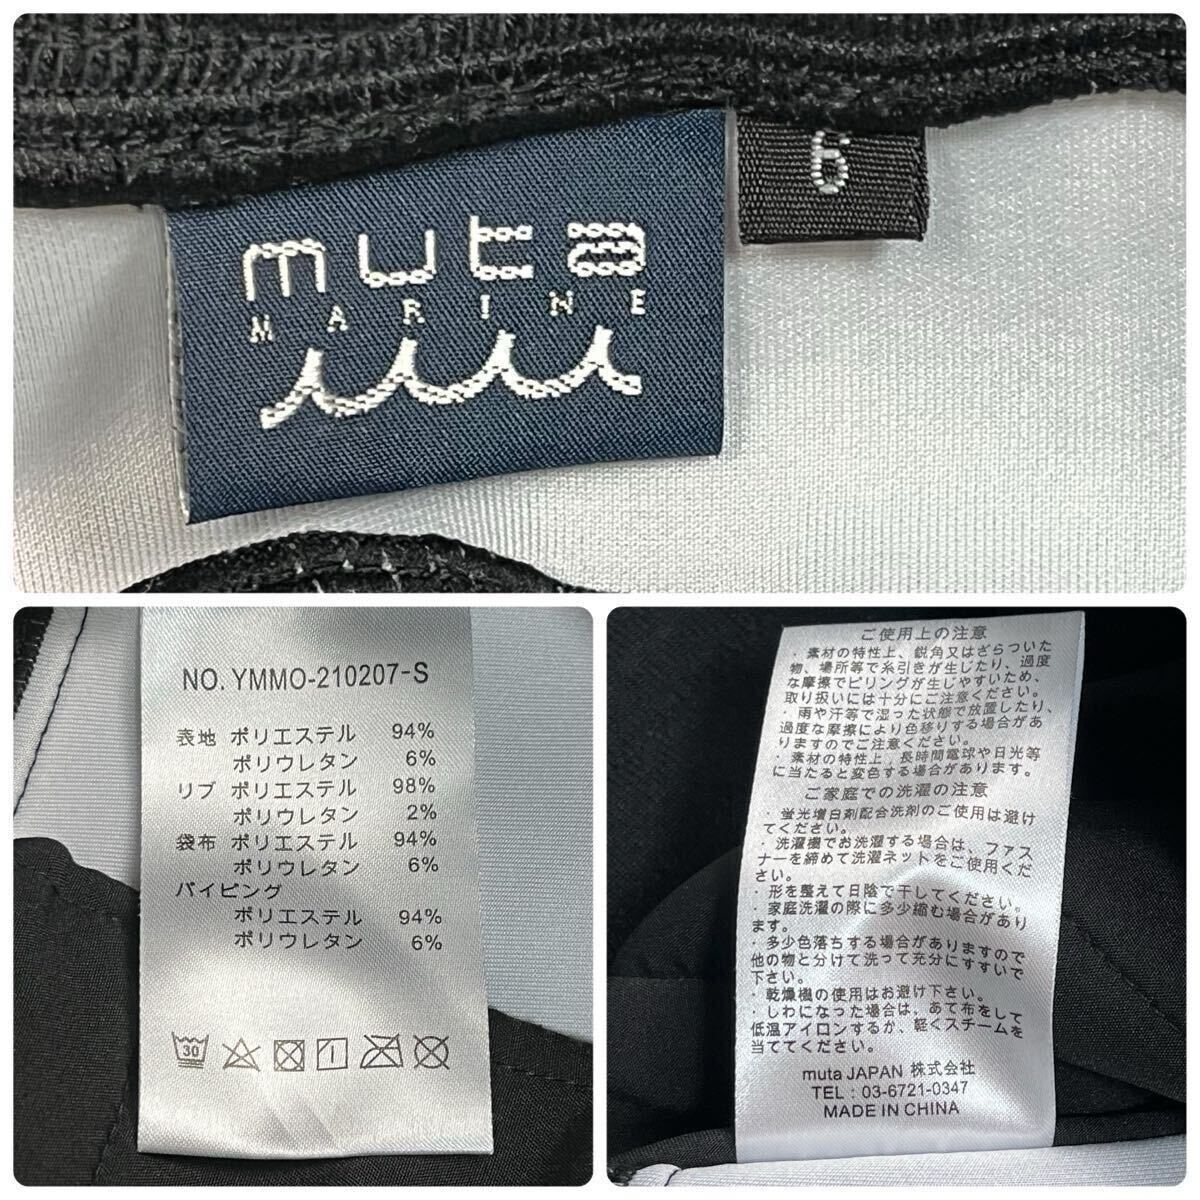 muta
MARINE
6
NO. YMMO-210207-S
表地 ポリエステル 94%
ポリウレタン 6%
リブ ポリエステル 98%
ポリウレタン 2%
袋布 ポリエステル 94%
ポリウレタン 6%
パイピング
ポリエステル 94%
ポリウレタン 6%
30
ご使用上の注意
・素材の特性上、鋭角又はざらついた
物、場所等で糸引きが生じたり、過度
な摩擦でピリングが生じやすいため、
取り扱いには十分にご注意ください。
・雨や汗等で湿った状態で放置したり、
過度な摩擦により色移りする場合があ
りますのでご注意ください。
・素材の特性上、長時間電球や日光等
に当たると変色する場合があります。
ご家庭での洗濯の注意
・蛍光増白剤配合洗剤のご使用は避け
てください。
・洗濯機でお洗濯する場合は、ファス
ナーを締めて洗濯ネットをご使用くだ
さい。
・形を整えて日陰で干してください。
・家庭洗濯の際に多少縮む場合があり
ます。
・多少色落ちする場合がありますので
他の物と分けて洗って充分にすすいで
下さい。
・乾燥機の使用はお避け下さい。
・しわになった場合は、あて布をして
低温アイロンするか、軽くスチームを
当ててください。
muta JAPAN 株式会社
TEL : 03-6721-0347
MADE IN CHINA